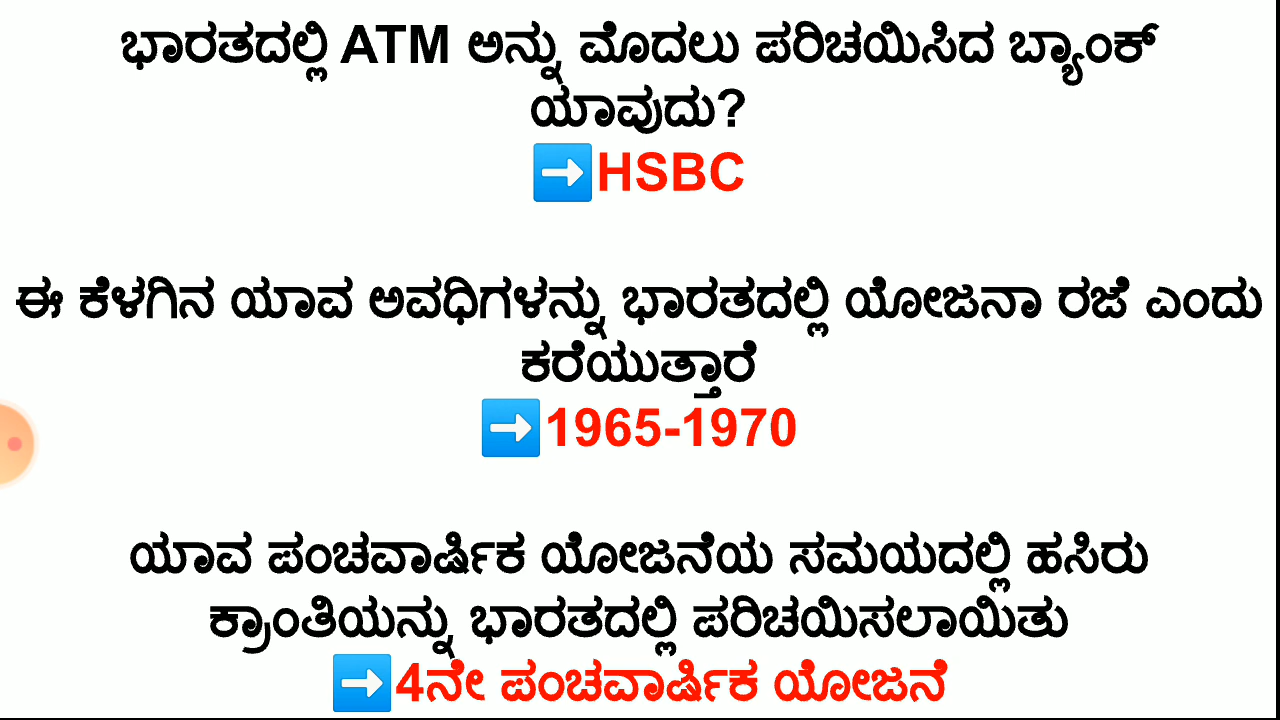 ಭಾರತದಲ್ಲಿ ATM ಅನ್ನು ಮೊದಲು ಪರಿಚಯಿಸಿದ ಬ್ಯಾಂಕ್
ಯಾವುದು?
➡HSBC
ಈ ಕೆಳಗಿನ ಯಾವ ಅವಧಿಗಳನ್ನು ಭಾರತದಲ್ಲಿ ಯೋಜನಾ ರಜೆ ಎಂದು
ಕರೆಯುತ್ತಾರೆ
➡1965-1970
ಯಾವ ಪಂಚವಾರ್ಷಿಕ ಯೋಜನೆಯ ಸಮಯದಲ್ಲಿ ಹಸಿರು
ಕ್ರಾಂತಿಯನ್ನು ಭಾರತದಲ್ಲಿ ಪರಿಚಯಿಸಲಾಯಿತು
➡4ನೇ ಪಂಚವಾರ್ಷಿಕ ಯೋಜನೆ